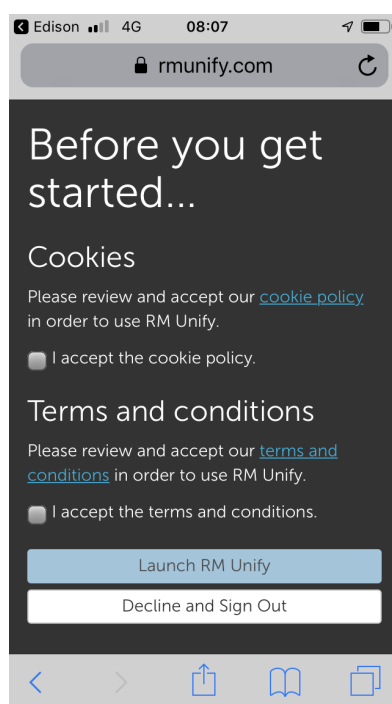 Edison 4G 08:07
rmunify.com
Before you get
started...
Cookies
Please review and accept our cookie policy
in order to use RM Unify.
I accept the cookie policy.
Terms and conditions
Please review and accept our terms and
conditions in order to use RM Unify.
I accept the terms and conditions.
Launch RM Unify
Decline and Sign Out